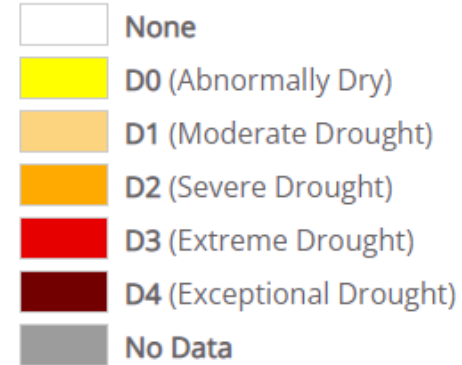 None
D0 (Abnormally Dry)
D1 (Moderate Drought)
D2 (Severe Drought)
D3 (Extreme Drought)
D4 (Exceptional Drought)
No Data